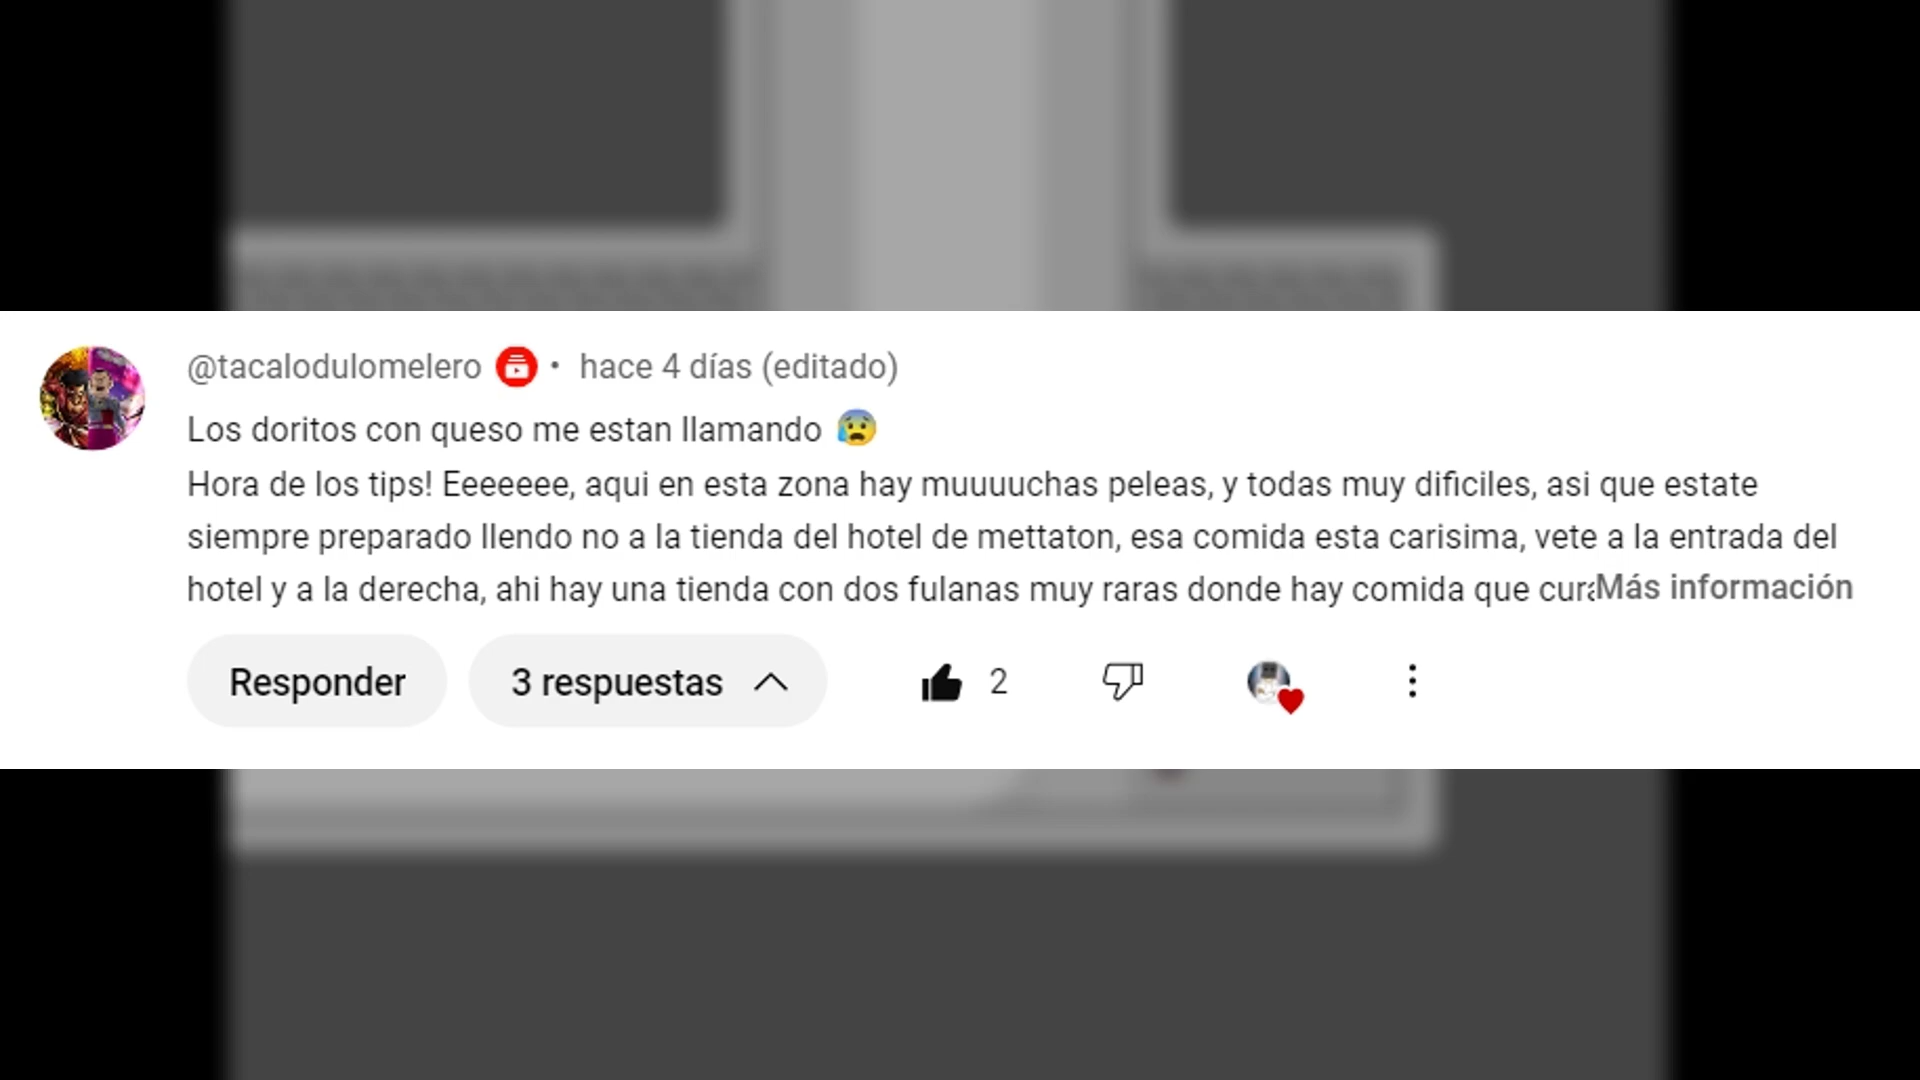 @tacalodulomelero • hace 4 días (editado)
Los doritos con queso me estan llamando 😰
Hora de los tips! Eeeeeee, aqui en esta zona hay muuuuchas peleas, y todas muy dificiles, asi que estate
siempre preparado llendo no a la tienda del hotel de mettaton, esa comida esta carisima, vete a la entrada del
hotel y a la derecha, ahi hay una tienda con dos fulanas muy raras donde hay comida que cura Más información
Responder 3 respuestas 2